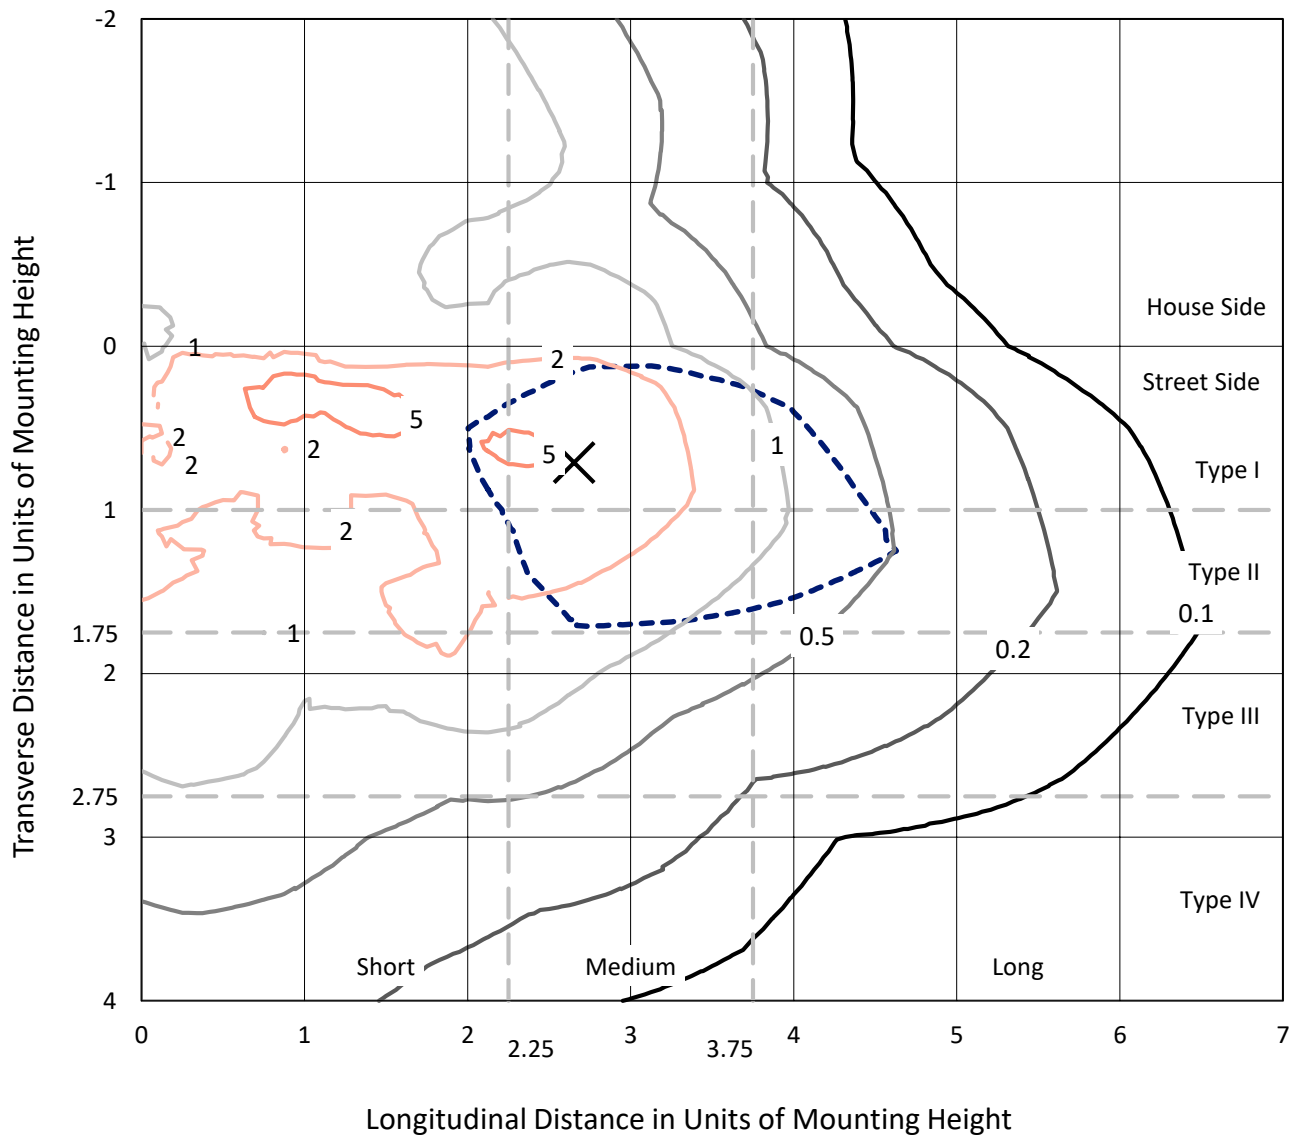 -2
-1
House Side
0
1
2
Street Side
5
2
2
2
5
1
Type I
1
2
Type II
0.1
1.75
1
0.5
0.2
2
Type III
2.75
3
Type IV
Short
Medium
Long
4
0
1
2
2.25
3
3.75
4
5
6
7
Transverse Distance in Units of Mounting Height
Longitudinal Distance in Units of Mounting Height